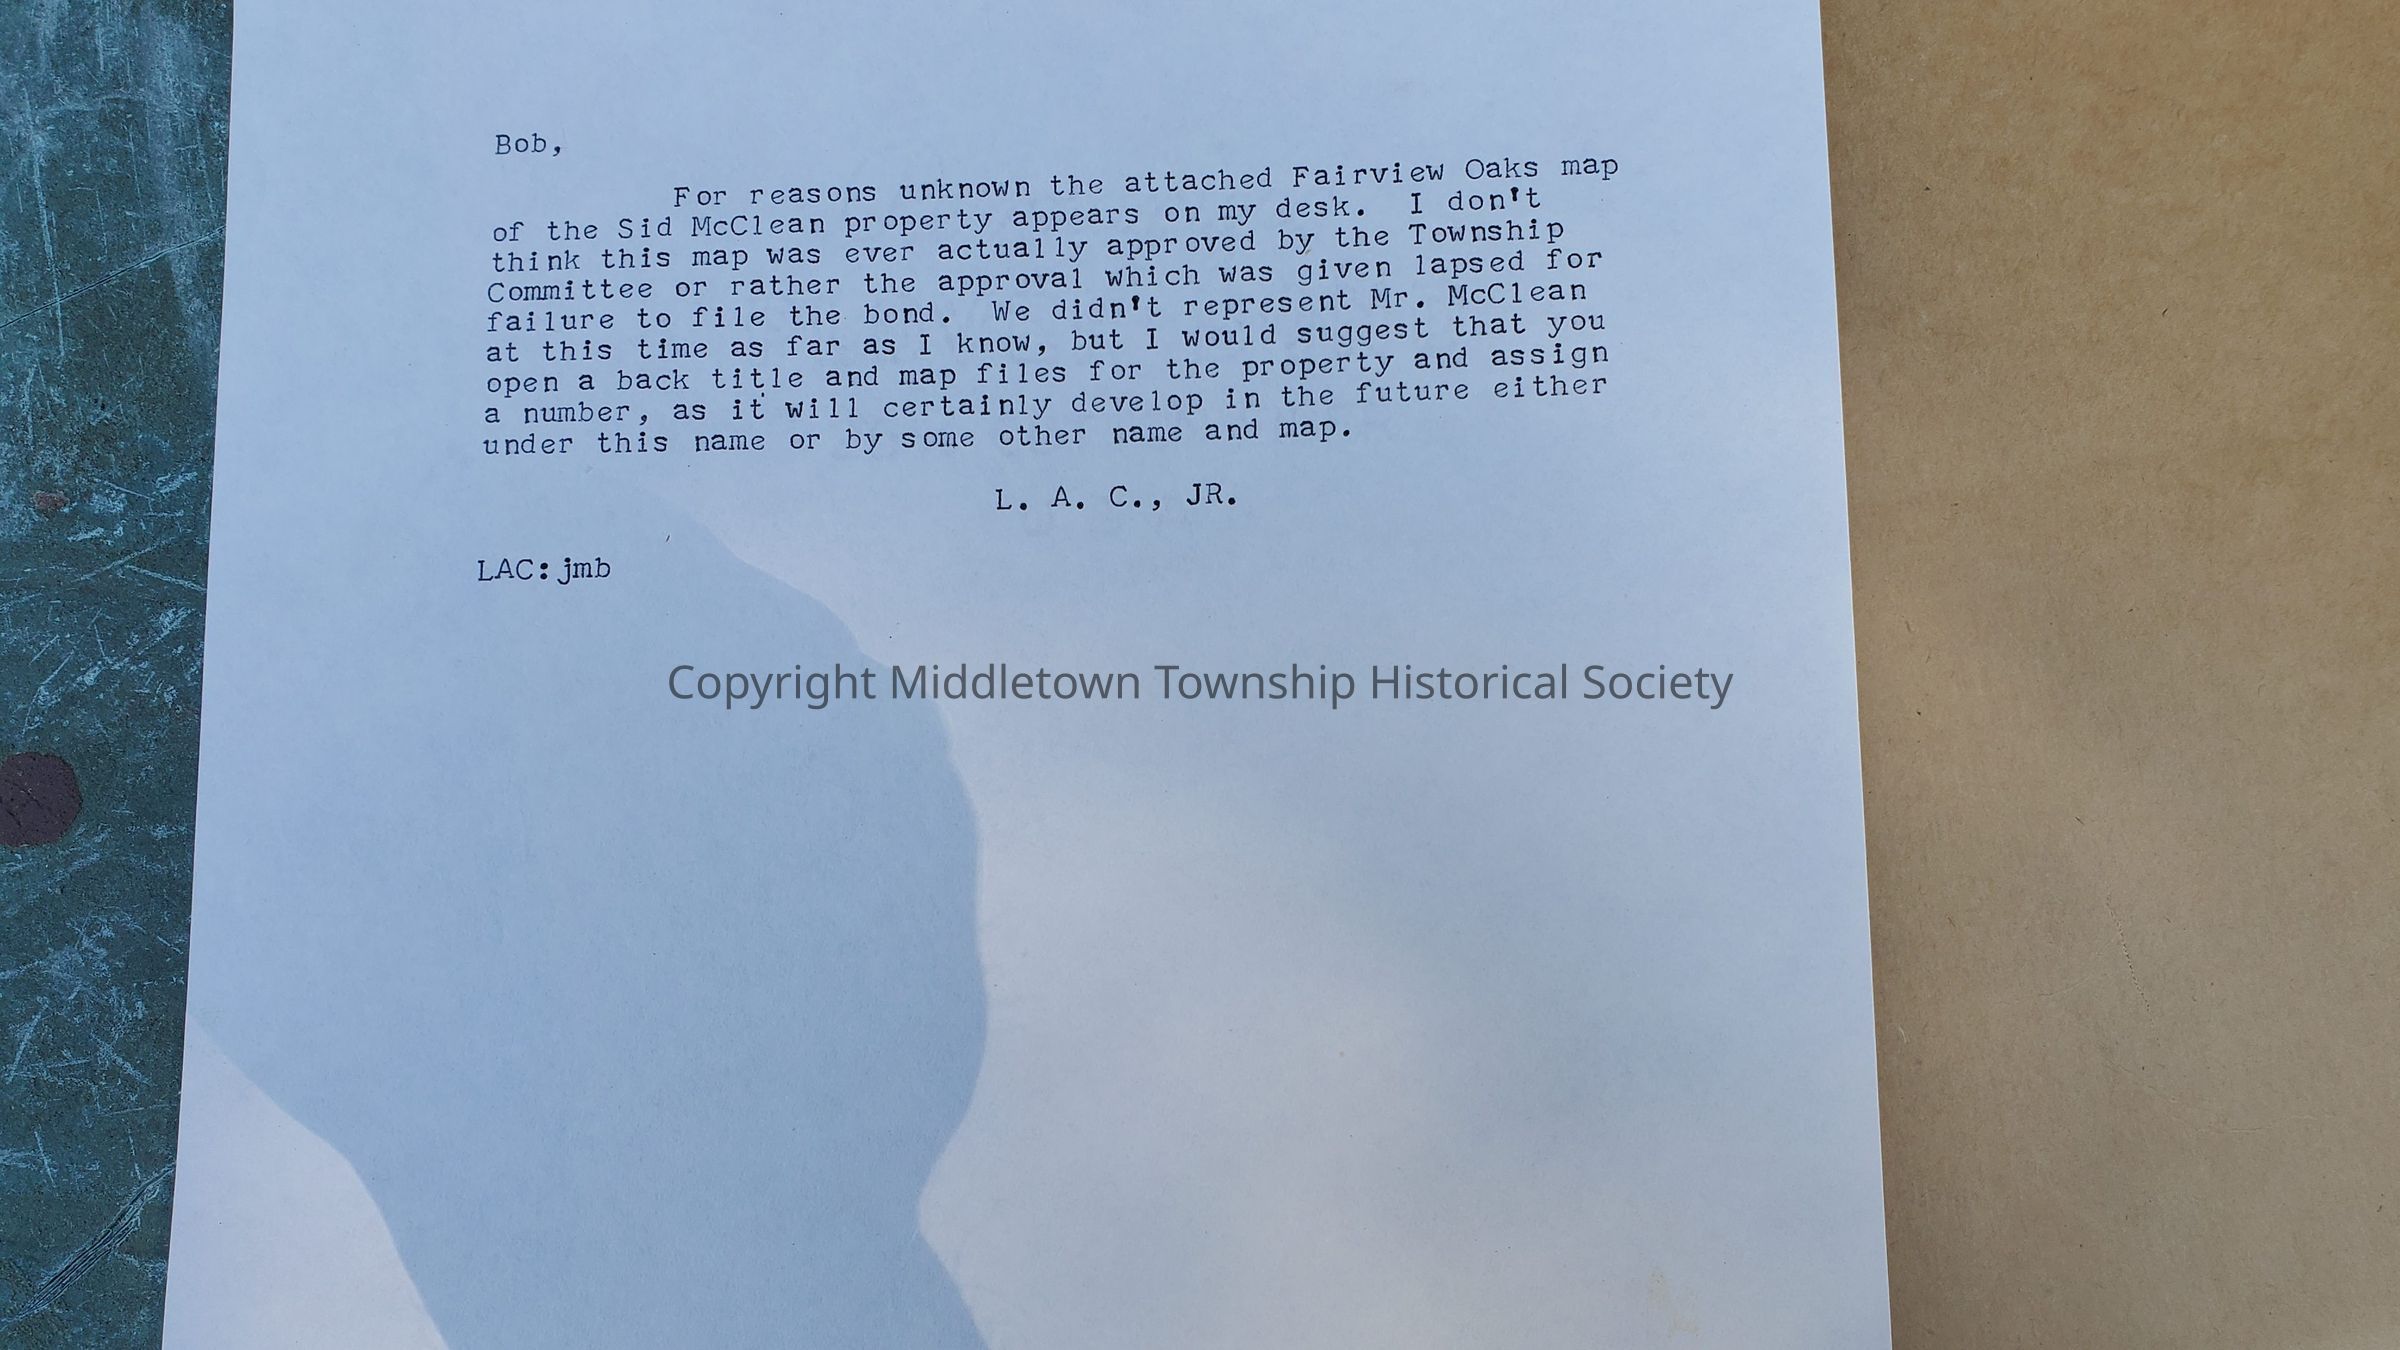 Bob,
For reasons unknown the attached Fairview Oaks map
of the Sid McClean property appears on my desk. I don't
think this map was ever actually approved by the Township
Committee or rather the approval which was given lapsed for
failure to file the bond. We didn't represent Mr. McClean
at this time as far as I know, but I would suggest that you
open a back title and map files for the property and assign
a number, as it will certainly develop in the future either
under this name or by some other name and map.
L. A. C., JR.
LAC:jmb
Copyright Middletown Township Historical Society